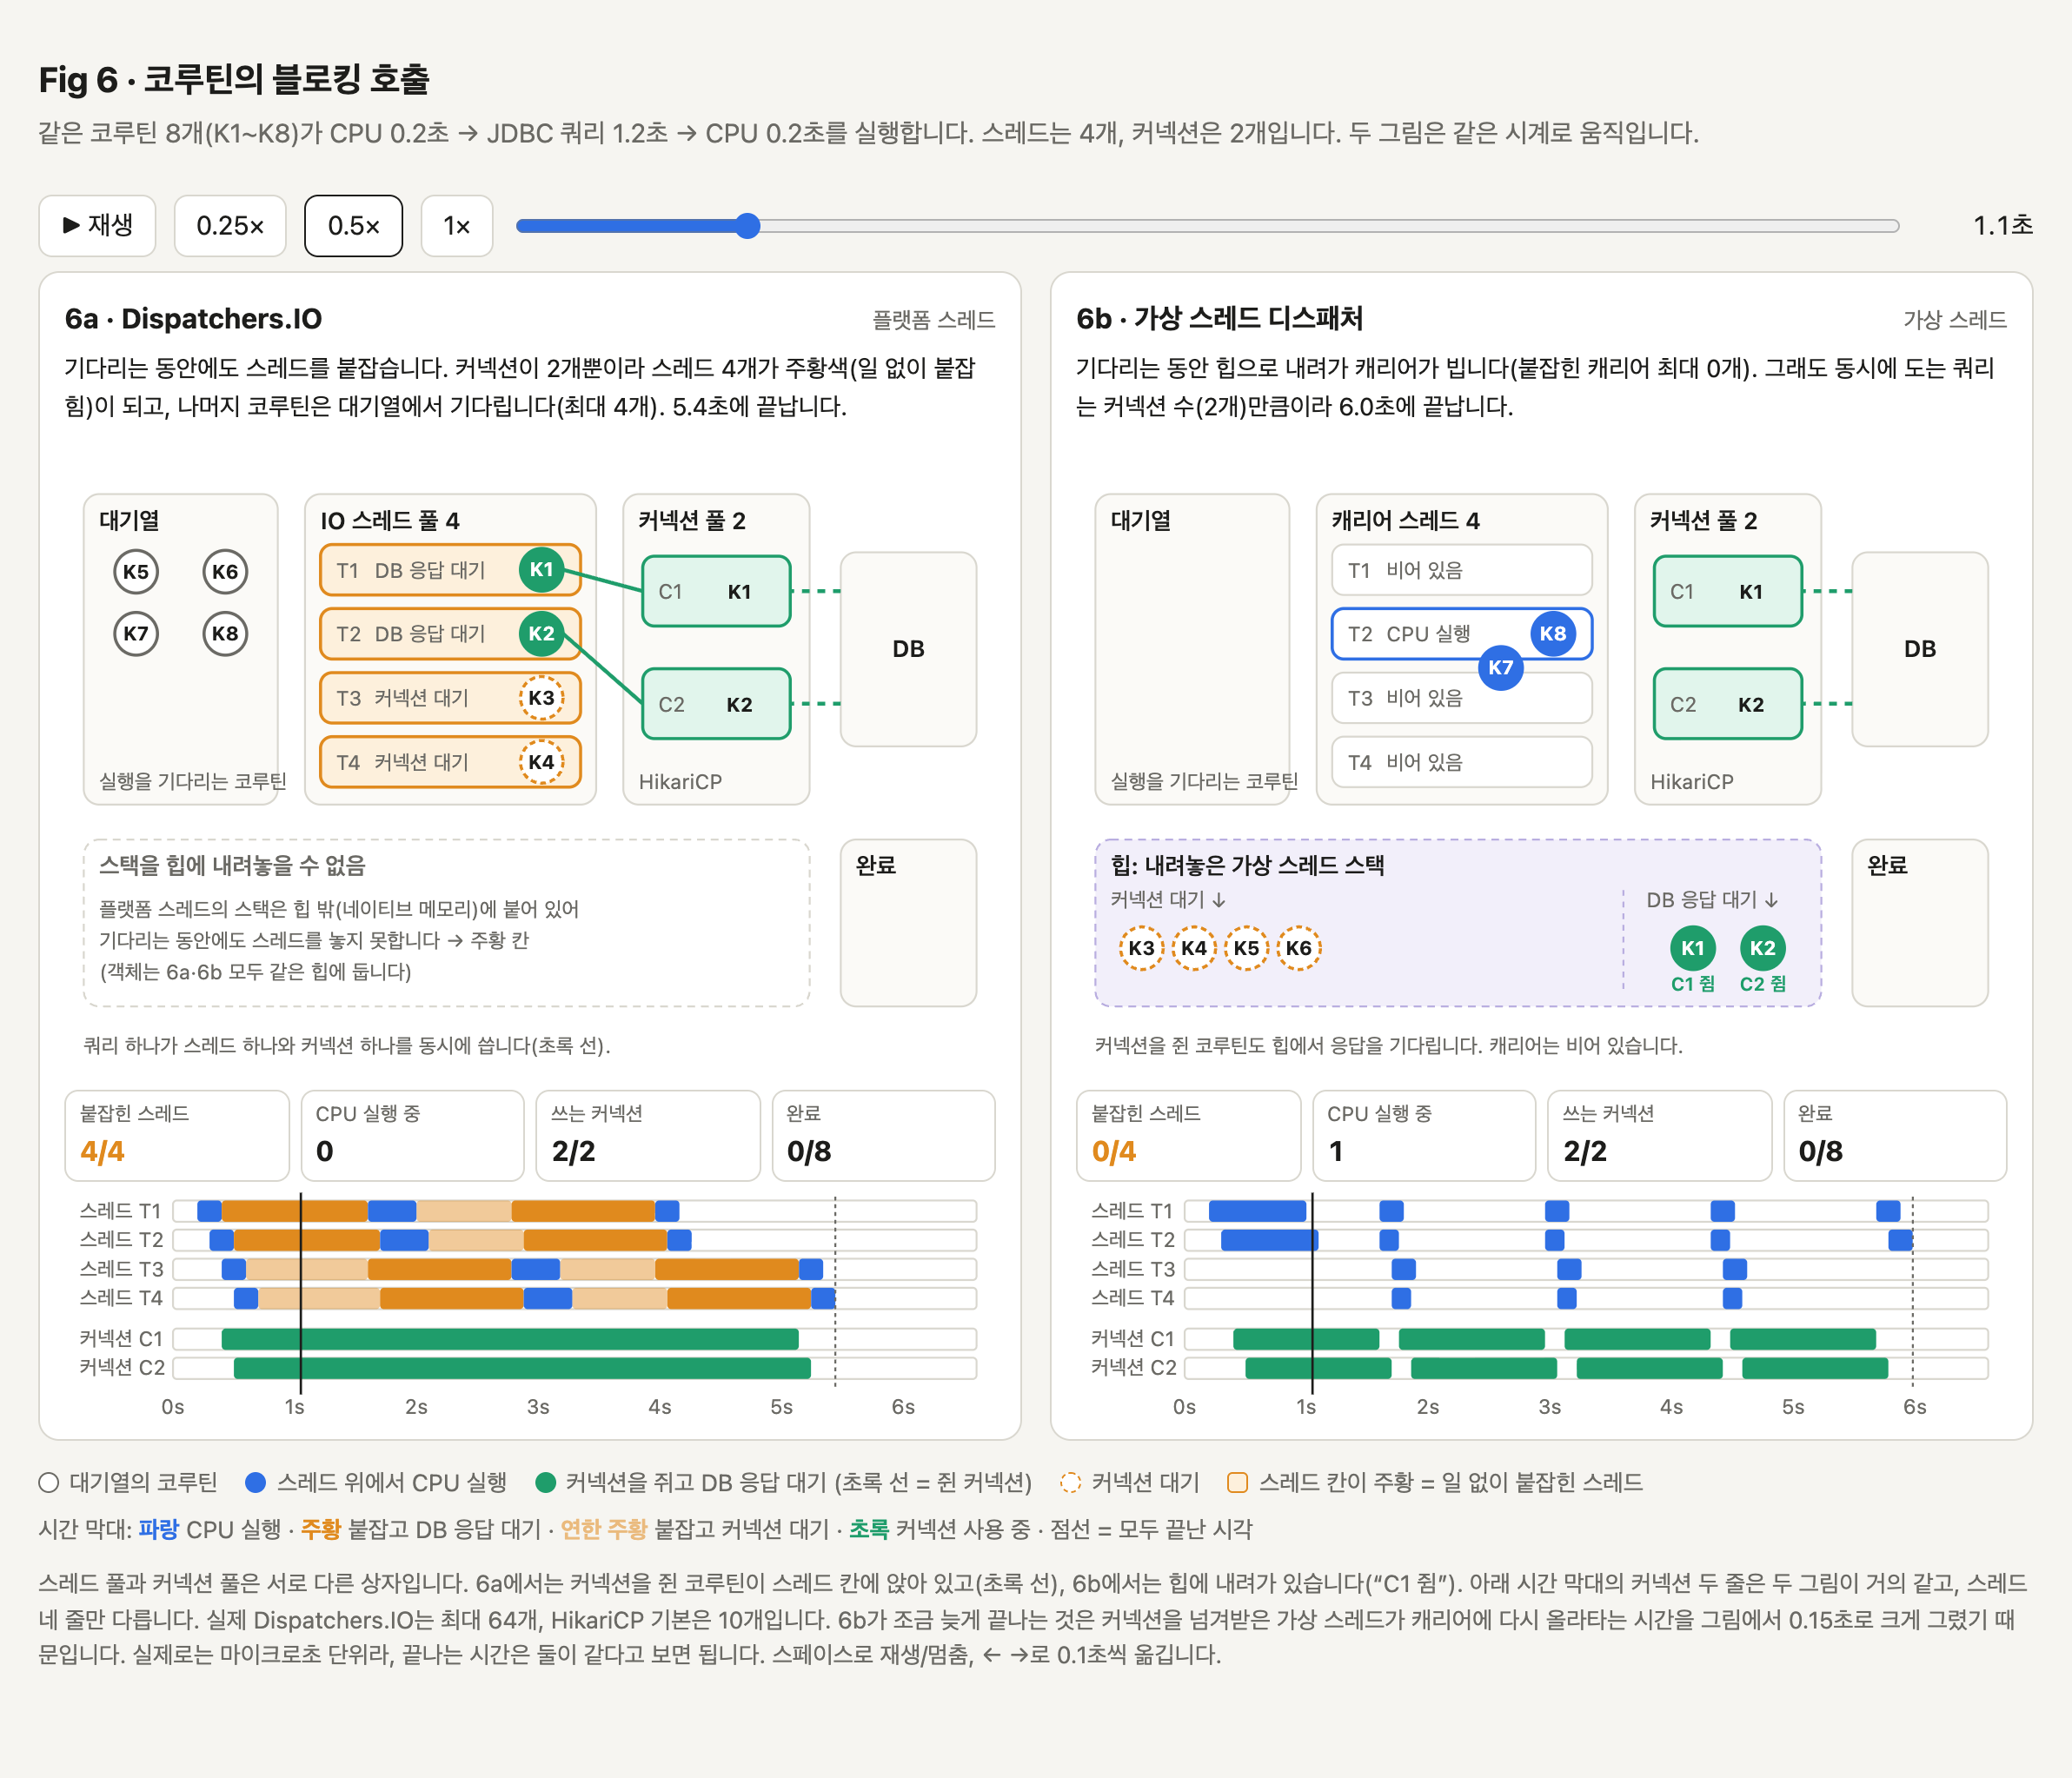 Fig 6 · 코루틴의 블로킹 호출
같은 코루틴 8개(K1~K8)가 CPU 0.2초 → JDBC 쿼리 1.2초 → CPU 0.2초를 실행합니다. 스레드는 4개, 커넥션은 2개입니다. 두 그림은 같은 시계로 움직입니다.
▶ 재생
0.25×
0.5×
1×
1.1초
6a · Dispatchers.IO
플랫폼 스레드
기다리는 동안에도 스레드를 붙잡습니다. 커넥션이 2개뿐이라 스레드 4개가 주황색(일 없이 붙잡
힘)이 되고, 나머지 코루틴은 대기열에서 기다립니다(최대 4개). 5.4초에 끝납니다.
대기열
K5 K6
K7 K8
실행을 기다리는 코루틴
IO 스레드 풀 4
T1 DB 응답 대기 K1
T2 DB 응답 대기 K2
T3 커넥션 대기 K3
T4 커넥션 대기 K4
커넥션 풀 2
C1 K1
C2 K2
HikariCP
DB
스택을 힙에 내려놓을 수 없음
플랫폼 스레드의 스택은 힙 밖(네이티브 메모리)에 붙어 있어
기다리는 동안에도 스레드를 놓지 못합니다 → 주황 칸
(객체는 6a·6b 모두 같은 힙에 둡니다)
완료
쿼리 하나가 스레드 하나와 커넥션 하나를 동시에 씁니다(초록 선).
붙잡힌 스레드
4/4
CPU 실행 중
0
쓰는 커넥션
2/2
완료
0/8
스레드 T1
스레드 T2
스레드 T3
스레드 T4
커넥션 C1
커넥션 C2
0s 1s 2s 3s 4s 5s 6s
6b · 가상 스레드 디스패처
가상 스레드
기다리는 동안 힙으로 내려가 캐리어가 빕니다(붙잡힌 캐리어 최대 0개). 그래도 동시에 도는 쿼리
는 커넥션 수(2개)만큼이라 6.0초에 끝납니다.
대기열
실행을 기다리는 코루틴
캐리어 스레드 4
T1 비어 있음
T2 CPU 실행 K8
K7
T3 비어 있음
T4 비어 있음
커넥션 풀 2
C1 K1
C2 K2
HikariCP
DB
힙: 내려놓은 가상 스레드 스택
커넥션 대기 ↓
K3 K4 K5 K6
DB 응답 대기 ↓
K1 K2
C1 쥠 C2 쥠
완료
커넥션을 쥔 코루틴도 힙에서 응답을 기다립니다. 캐리어는 비어 있습니다.
붙잡힌 스레드
0/4
CPU 실행 중
1
쓰는 커넥션
2/2
완료
0/8
스레드 T1
스레드 T2
스레드 T3
스레드 T4
커넥션 C1
커넥션 C2
0s 1s 2s 3s 4s 5s 6s
대기열의 코루틴 스레드 위에서 CPU 실행 커넥션을 쥐고 DB 응답 대기 (초록 선 = 쥔 커넥션) 커넥션 대기 스레드 칸이 주황 = 일 없이 붙잡힌 스레드
시간 막대: 파랑 CPU 실행 · 주황 붙잡고 DB 응답 대기 · 연한 주황 붙잡고 커넥션 대기 · 초록 커넥션 사용 중 · 점선 = 모두 끝난 시각
스레드 풀과 커넥션 풀은 서로 다른 상자입니다. 6a에서는 커넥션을 쥔 코루틴이 스레드 칸에 앉아 있고(초록 선), 6b에서는 힙에 내려가 있습니다(“C1 쥠”). 아래 시간 막대의 커넥션 두 줄은 두 그림이 거의 같고, 스레드
네 줄만 다릅니다. 실제 Dispatchers.IO는 최대 64개, HikariCP 기본은 10개입니다. 6b가 조금 늦게 끝나는 것은 커넥션을 넘겨받은 가상 스레드가 캐리어에 다시 올라타는 시간을 그림에서 0.15초로 크게 그렸기 때
문입니다. 실제로는 마이크로초 단위라, 끝나는 시간은 둘이 같다고 보면 됩니다. 스페이스로 재생/멈춤, ← →로 0.1초씩 옮깁니다.